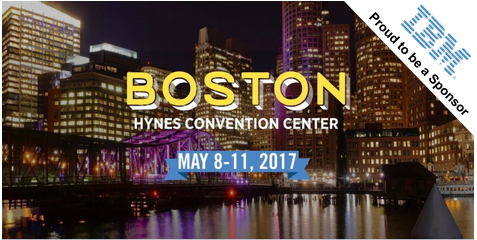 BOSTON
HYNES CONVENTION CENTER
MAY 8-11, 2017
IBM
Proud to be a Sponsor